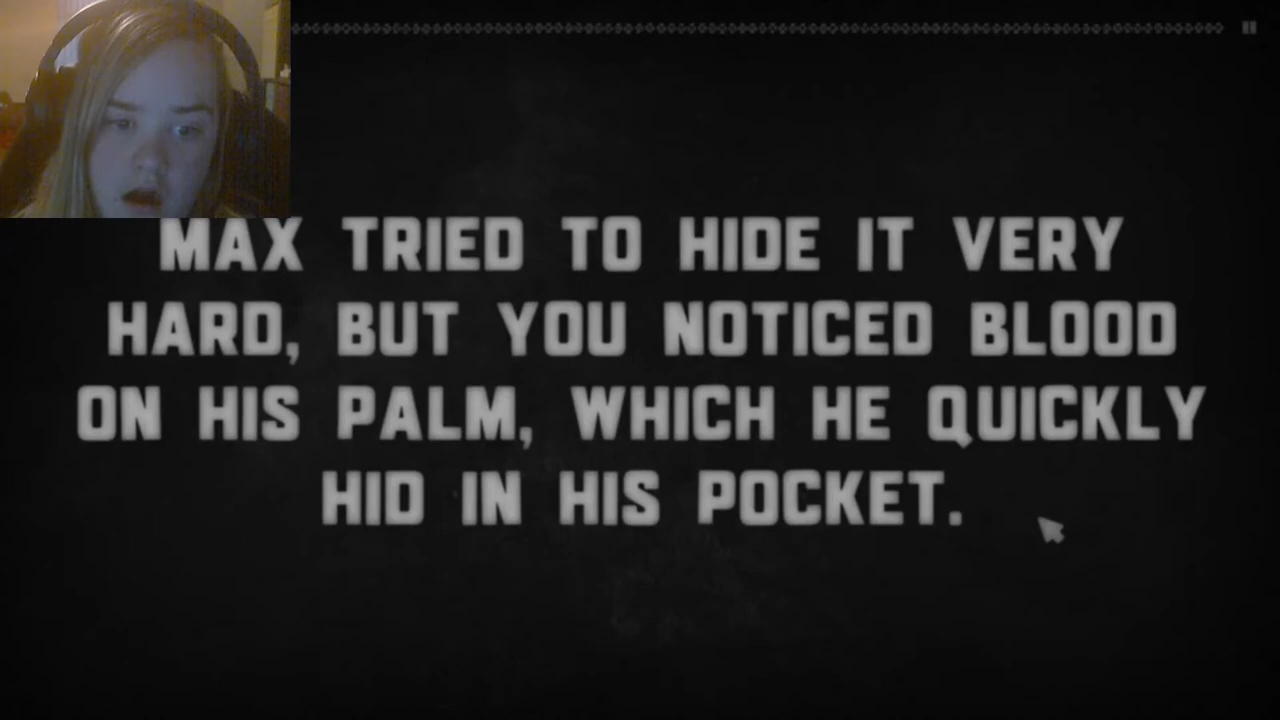 MAX TRIED TO HIDE IT VERY
HARD, BUT YOU NOTICED BLOOD
ON HIS PALM, WHICH HE QUICKLY
HID IN HIS POCKET.